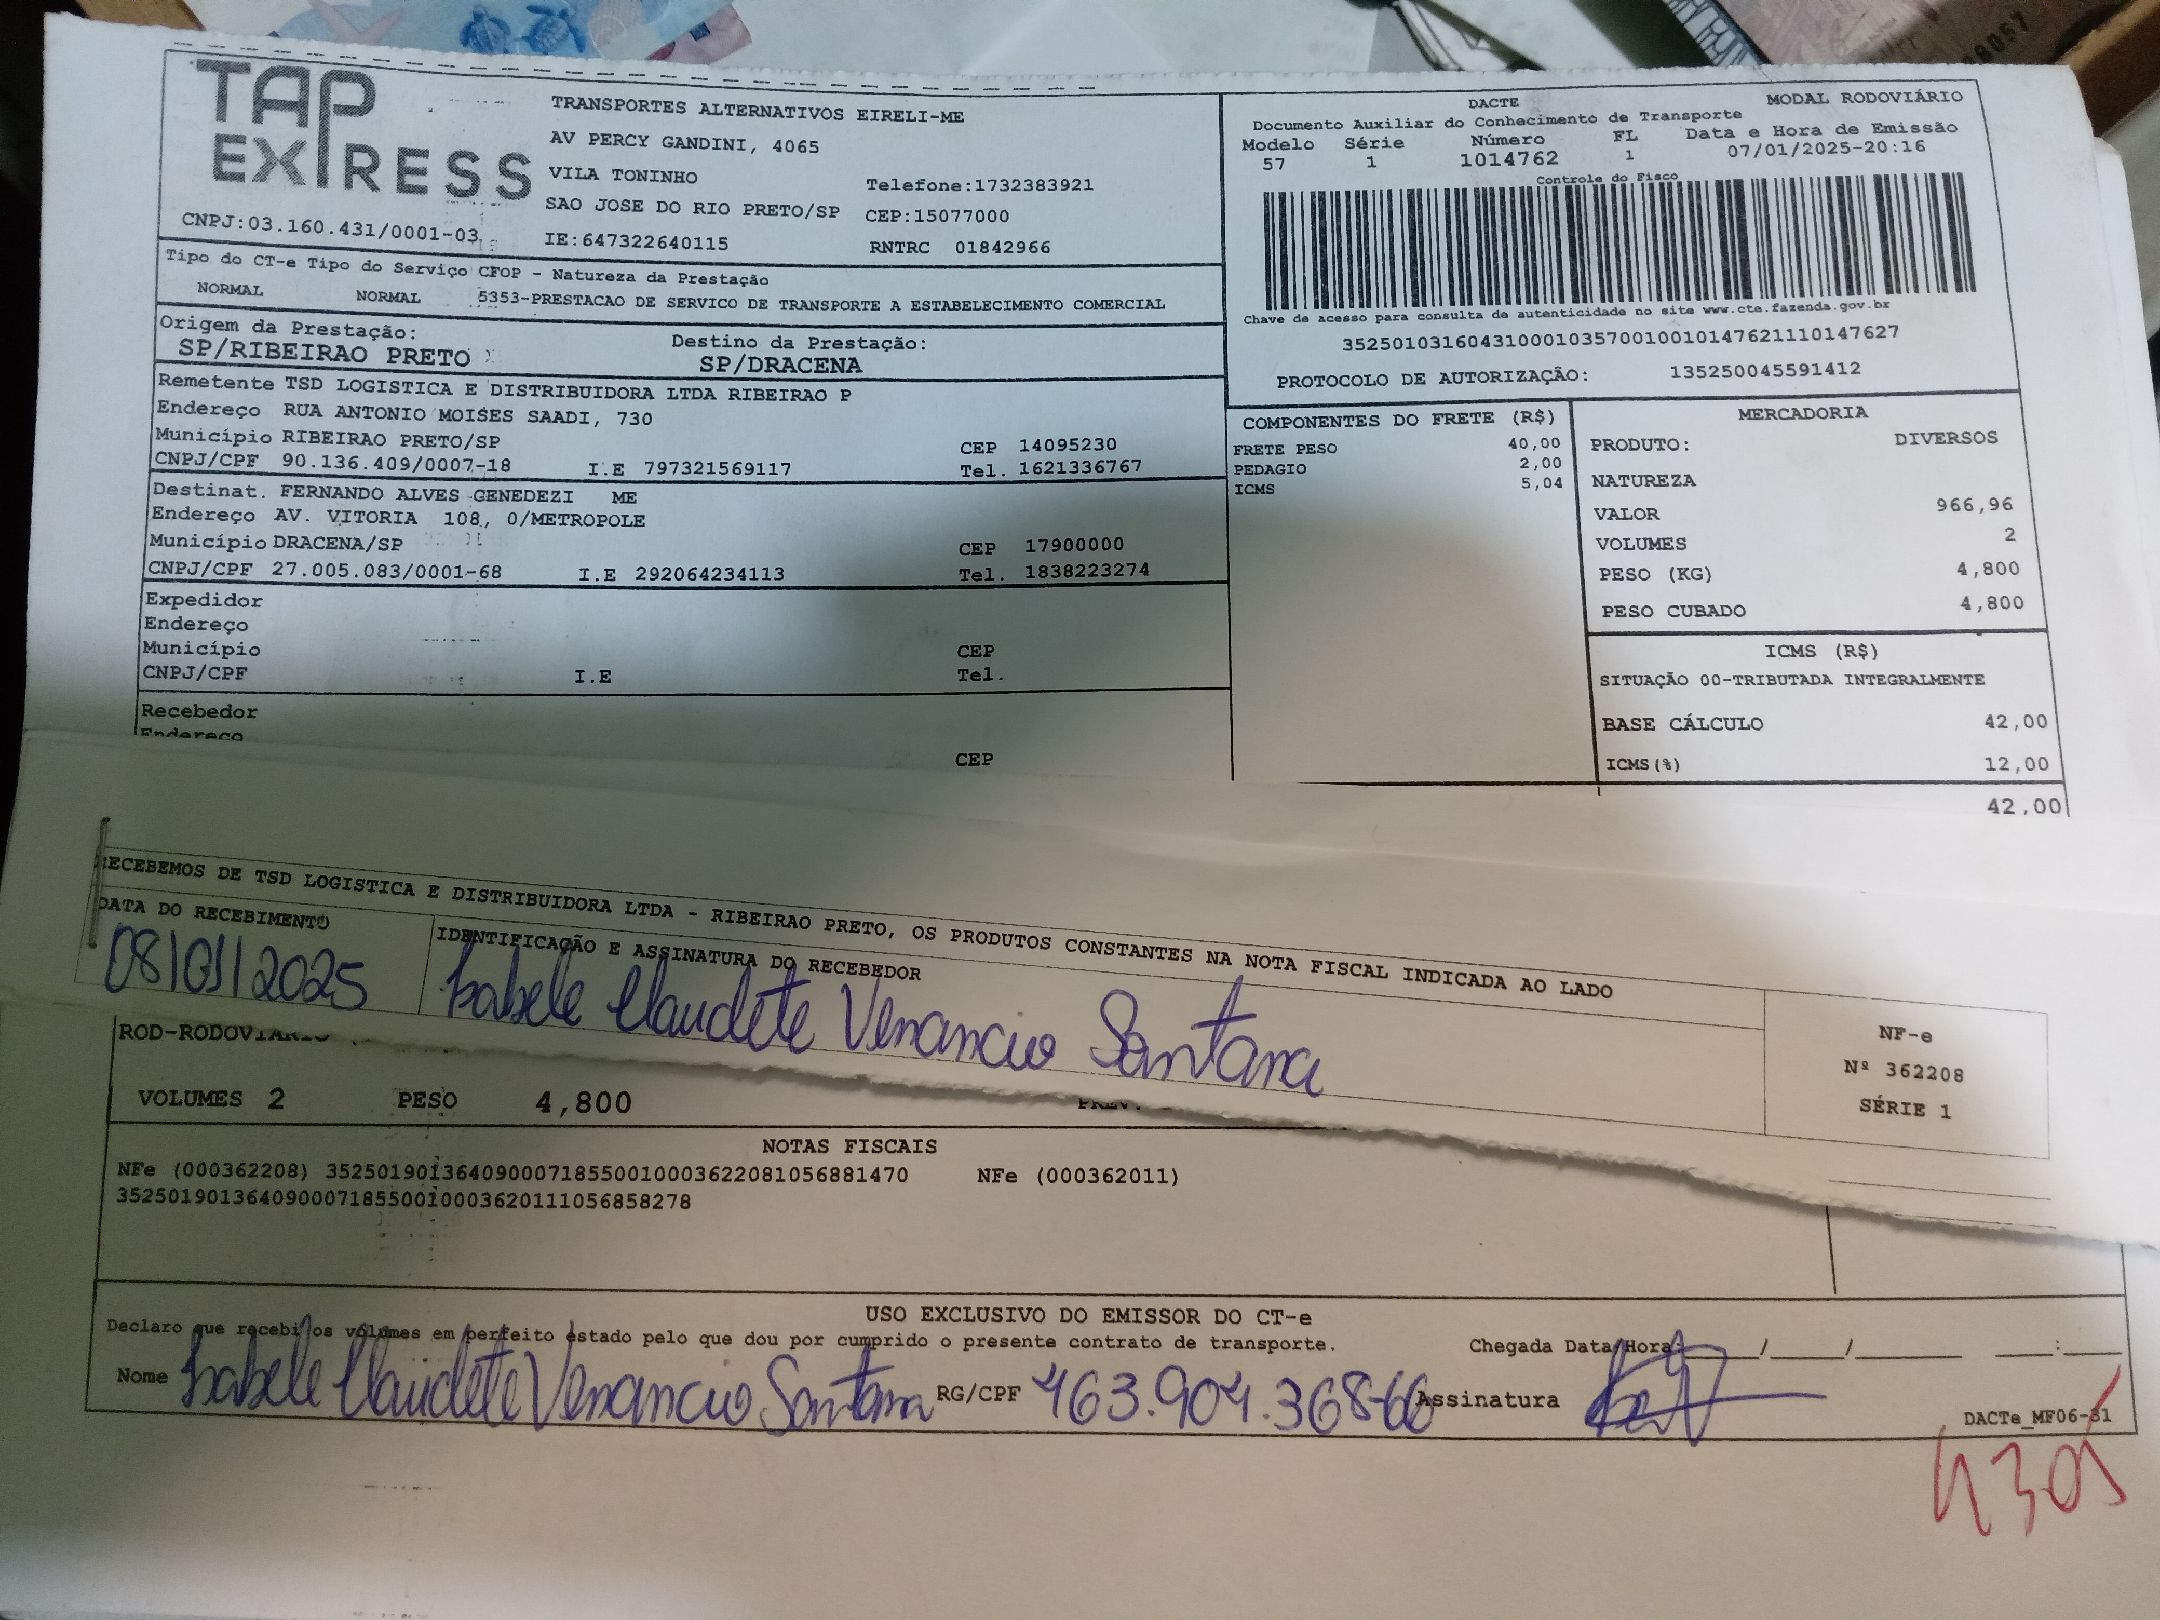 TAP EXPRESS
CNPJ:03.160.431/0001-03
TRANSPORTES ALTERNATIVOS EIRELI-ME
AV PERCY GANDINI, 4065
VILA TONINHO
Telefone:1732383921
SAO JOSE DO RIO PRETO/SP CEP:15077000
IE:647322640115 RNTRC 01842966
DACTE MODAL RODOVIÁRIO
Documento Auxiliar do Conhecimento de Transporte
Modelo Série Número FL Data e Hora de Emissão
57 1 1014762 1 07/01/2025-20:16
Controle do Fisco
Chave de acesso para consulta de autenticidade no site www.cte.fazenda.gov.br
35250103160431000103570010010147621110147627
PROTOCOLO DE AUTORIZAÇÃO: 135250045591412
Tipo do CT-e Tipo do Serviço CFOP - Natureza da Prestação
NORMAL NORMAL 5353-PRESTACAO DE SERVICO DE TRANSPORTE A ESTABELECIMENTO COMERCIAL
Origem da Prestação: Destino da Prestação:
SP/RIBEIRAO PRETO SP/DRACENA
Remetente TSD LOGISTICA E DISTRIBUIDORA LTDA RIBEIRAO P
Endereço RUA ANTONIO MOISES SAADI, 730
Município RIBEIRAO PRETO/SP CEP 14095230
CNPJ/CPF 90.136.409/0007-18 I.E 797321569117 Tel. 1621336767
Destinat. FERNANDO ALVES GENEDEZI ME
Endereço AV. VITORIA 108, 0/METROPOLE
Município DRACENA/SP CEP 17900000
CNPJ/CPF 27.005.083/0001-68 I.E 292064234113 Tel. 1838223274
Expedidor
Endereço
Município CEP
CNPJ/CPF I.E Tel.
Recebedor
Endereço
CEP
COMPONENTES DO FRETE (R$)
FRETE PESO 40,00
PEDAGIO 2,00
ICMS 5,04
MERCADORIA
PRODUTO: DIVERSOS
NATUREZA
VALOR 966,96
VOLUMES 2
PESO (KG) 4,800
PESO CUBADO 4,800
ICMS (R$)
SITUAÇÃO 00-TRIBUTADA INTEGRALMENTE
BASE CÁLCULO 42,00
ICMS(%) 12,00
42,00
RECEBEMOS DE TSD LOGISTICA E DISTRIBUIDORA LTDA - RIBEIRAO PRETO, OS PRODUTOS CONSTANTES NA NOTA FISCAL INDICADA AO LADO
DATA DO RECEBIMENTO IDENTIFICAÇÃO E ASSINATURA DO RECEBEDOR
08/01/2025 Isabele Claudete Venancio Santana
NF-e
Nº 362208
SÉRIE 1
ROD-RODOVIÁRIO
VOLUMES 2 PESO 4,800 PREV.
NOTAS FISCAIS
NFe (000362208) 35250190136409000718550010003622081056881470 NFe (000362011)
35250190136409000718550010003620111056858278
USO EXCLUSIVO DO EMISSOR DO CT-e
Declaro que recebi os volumes em perfeito estado pelo que dou por cumprido o presente contrato de transporte. Chegada Data/Hora: / / :
Nome Isabele Claudete Venancio Santana RG/CPF 463.904.368-66 Assinatura
DACTe_MF06-31